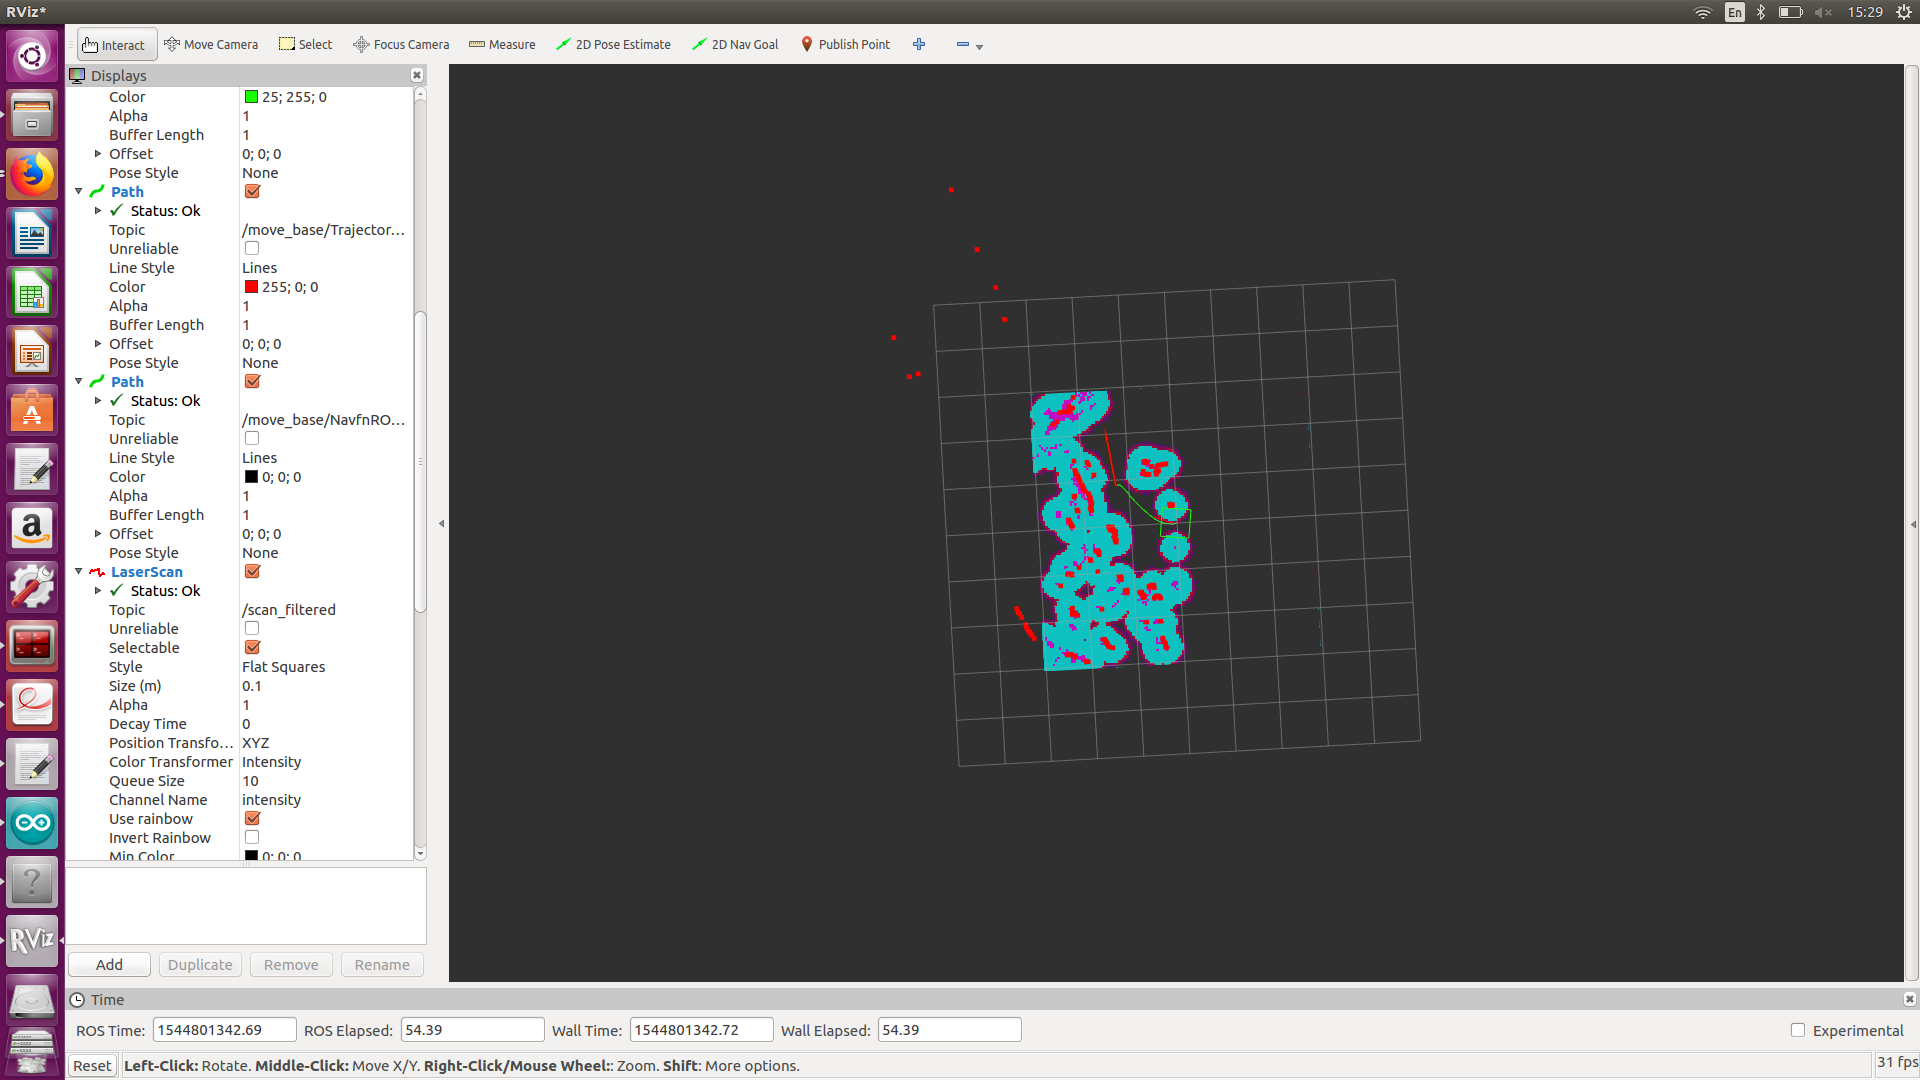 RViz*
En
15:29
Interact Move Camera Select Focus Camera Measure 2D Pose Estimate 2D Nav Goal Publish Point
Displays
Color 25; 255; 0
Alpha 1
Buffer Length 1
Offset 0; 0; 0
Pose Style None
Path
Status: Ok
Topic /move_base/Trajector...
Unreliable
Line Style Lines
Color 255; 0; 0
Alpha 1
Buffer Length 1
Offset 0; 0; 0
Pose Style None
Path
Status: Ok
Topic /move_base/NavfnRO...
Unreliable
Line Style Lines
Color 0; 0; 0
Alpha 1
Buffer Length 1
Offset 0; 0; 0
Pose Style None
LaserScan
Status: Ok
Topic /scan_filtered
Unreliable
Selectable
Style Flat Squares
Size (m) 0.1
Alpha 1
Decay Time 0
Position Transfo... XYZ
Color Transformer Intensity
Queue Size 10
Channel Name intensity
Use rainbow
Invert Rainbow
Min Color 0; 0; 0
RViz
Add Duplicate Remove Rename
Time
ROS Time: 1544801342.69 ROS Elapsed: 54.39 Wall Time: 1544801342.72 Wall Elapsed: 54.39 Experimental
Reset Left-Click: Rotate. Middle-Click: Move X/Y. Right-Click/Mouse Wheel:: Zoom. Shift: More options. 31 fps